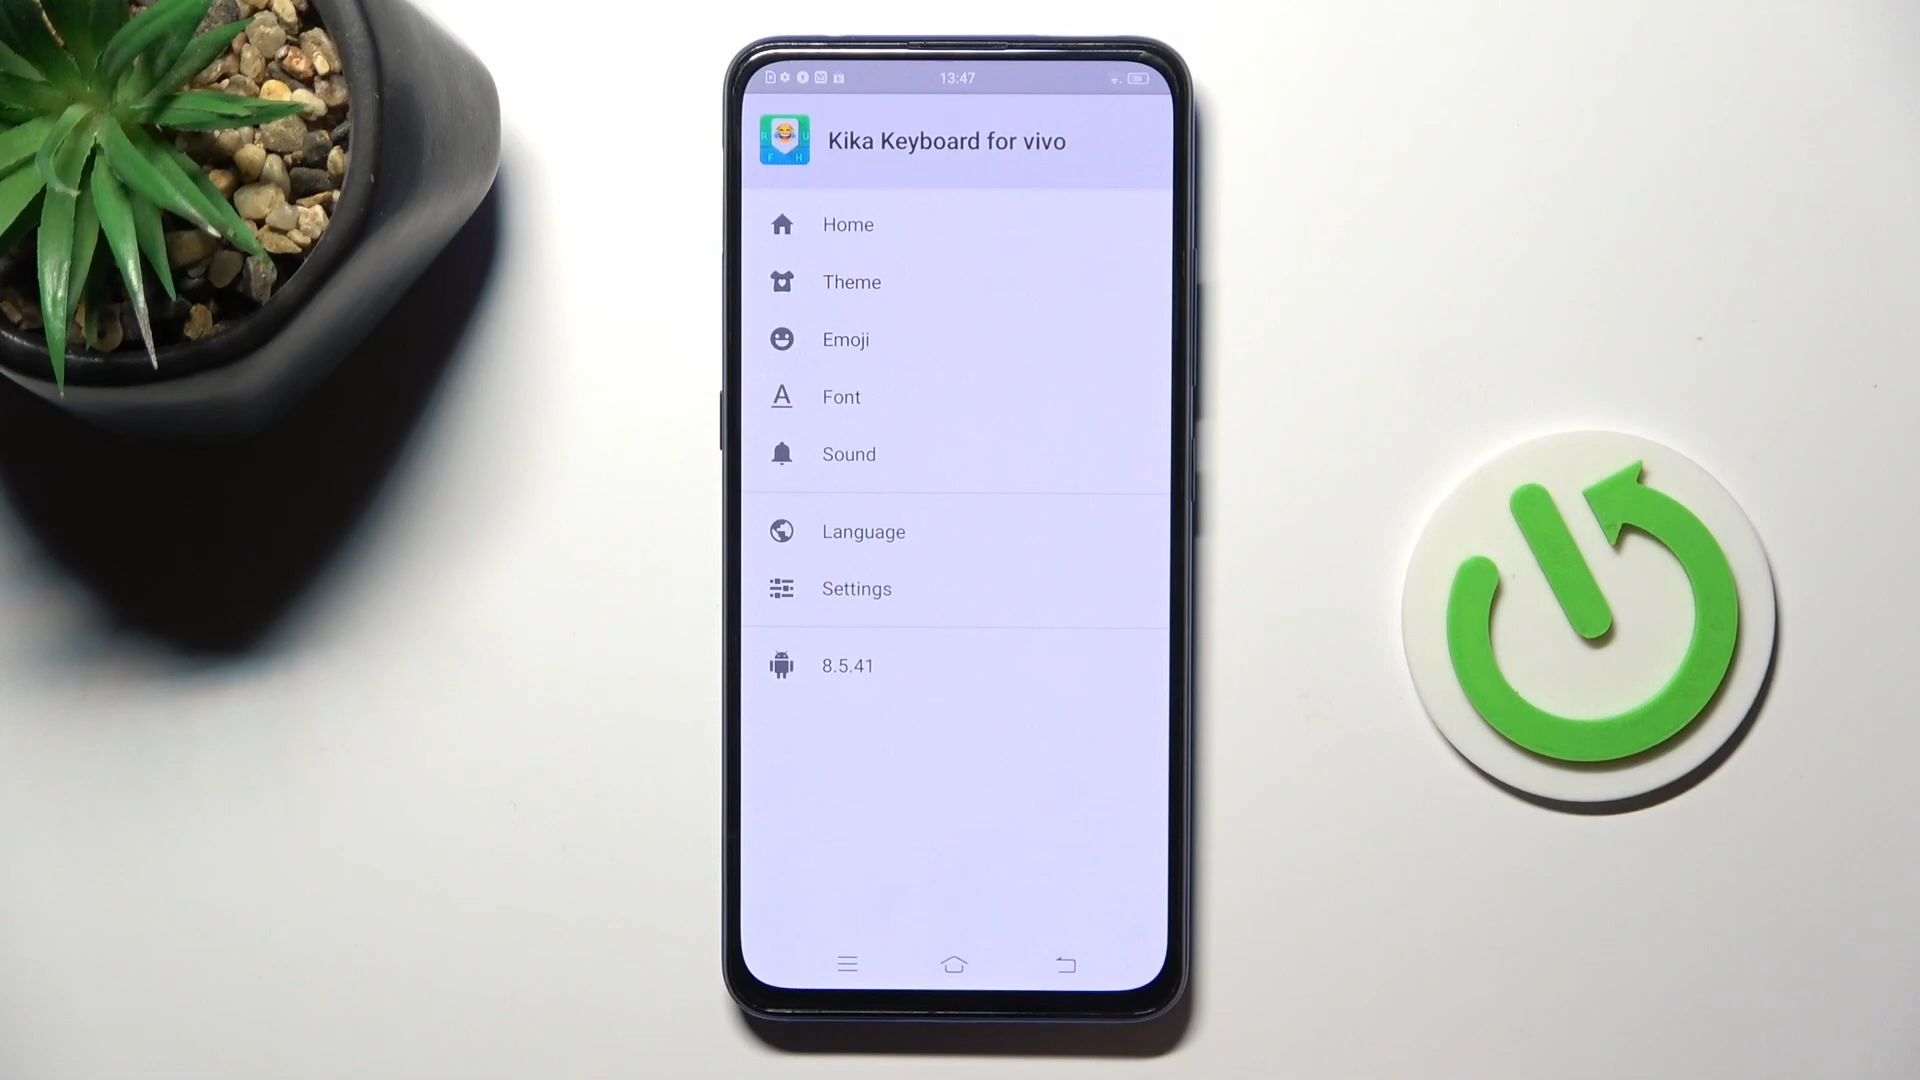 13:47
Kika Keyboard for vivo
Home
Theme
Emoji
Font
Sound
Language
Settings
8.5.41